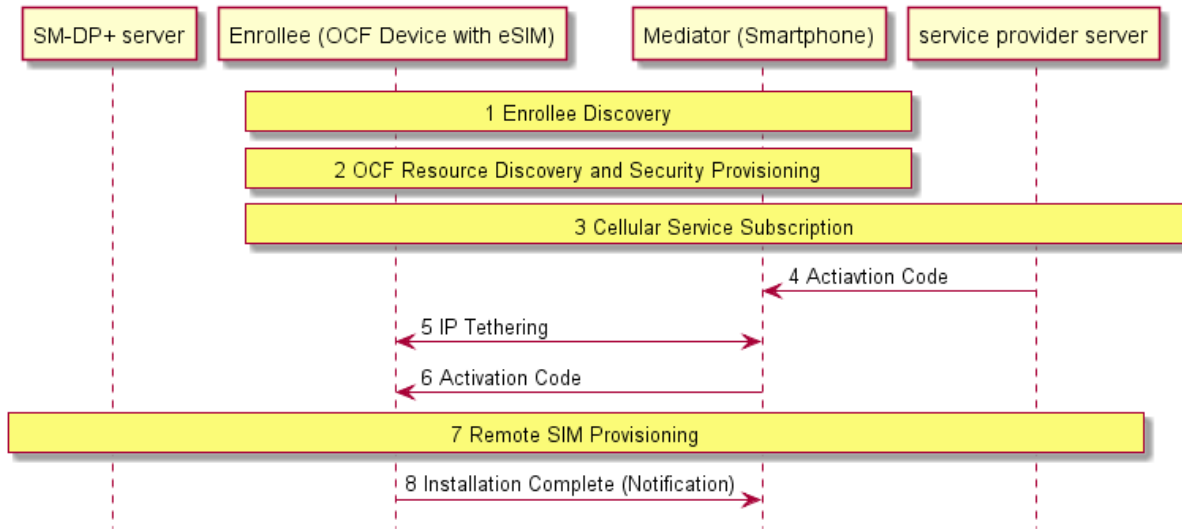 SM-DP+ server
Enrollee (OCF Device with eSIM)
Mediator (Smartphone)
service provider server
1 Enrollee Discovery
2 OCF Resource Discovery and Security Provisioning
3 Cellular Service Subscription
4 Actiavtion Code
5 IP Tethering
6 Activation Code
7 Remote SIM Provisioning
8 Installation Complete (Notification)